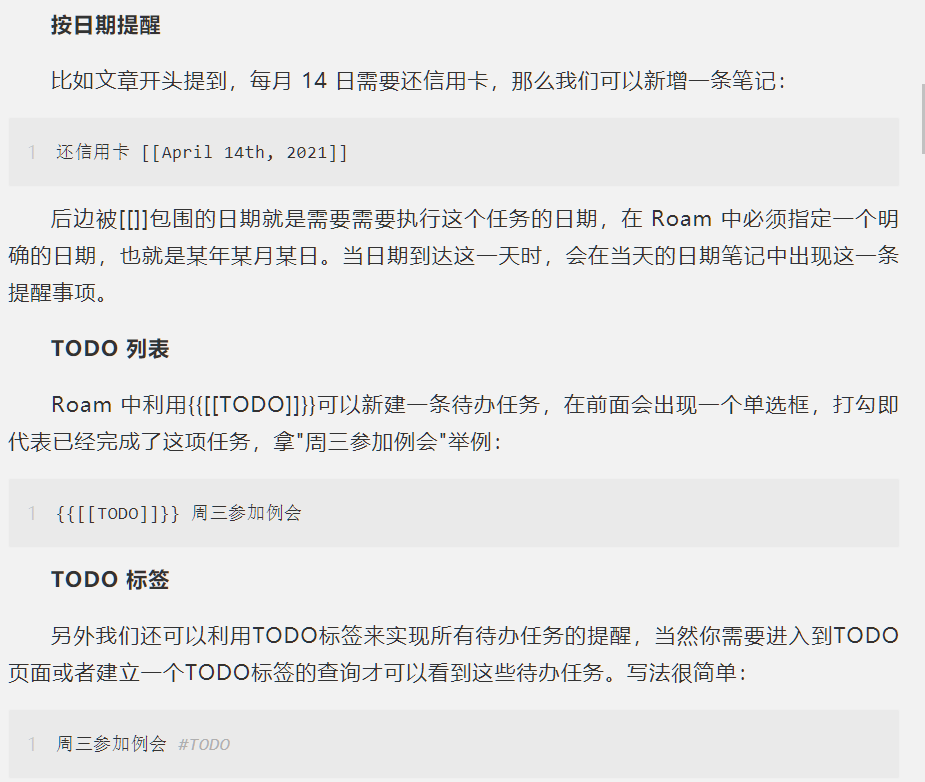 按日期提醒
比如文章开头提到，每月 14 日需要还信用卡，那么我们可以新增一条笔记：
1 还信用卡 [[April 14th, 2021]]
后边被[[]]包围的日期就是需要需要执行这个任务的日期，在 Roam 中必须指定一个明
确的日期，也就是某年某月某日。当日期到达这一天时，会在当天的日期笔记中出现这一条
提醒事项。
TODO 列表
Roam 中利用{{[[TODO]]}}可以新建一条待办任务，在前面会出现一个单选框，打勾即
代表已经完成了这项任务，拿"周三参加例会"举例：
1 {{[[TODO]]}} 周三参加例会
TODO 标签
另外我们还可以利用TODO标签来实现所有待办任务的提醒，当然你需要进入到TODO
页面或者建立一个TODO标签的查询才可以看到这些待办任务。写法很简单：
1 周三参加例会 #TODO